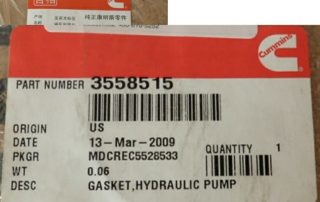 纯正康明斯零件
Cummins
PART NUMBER 3558515
ORIGIN US
DATE 13-Mar-2009
PKGR MDCREC5528533
QUANTITY 1
WT 0.06
DESC GASKET,HYDRAULIC PUMP